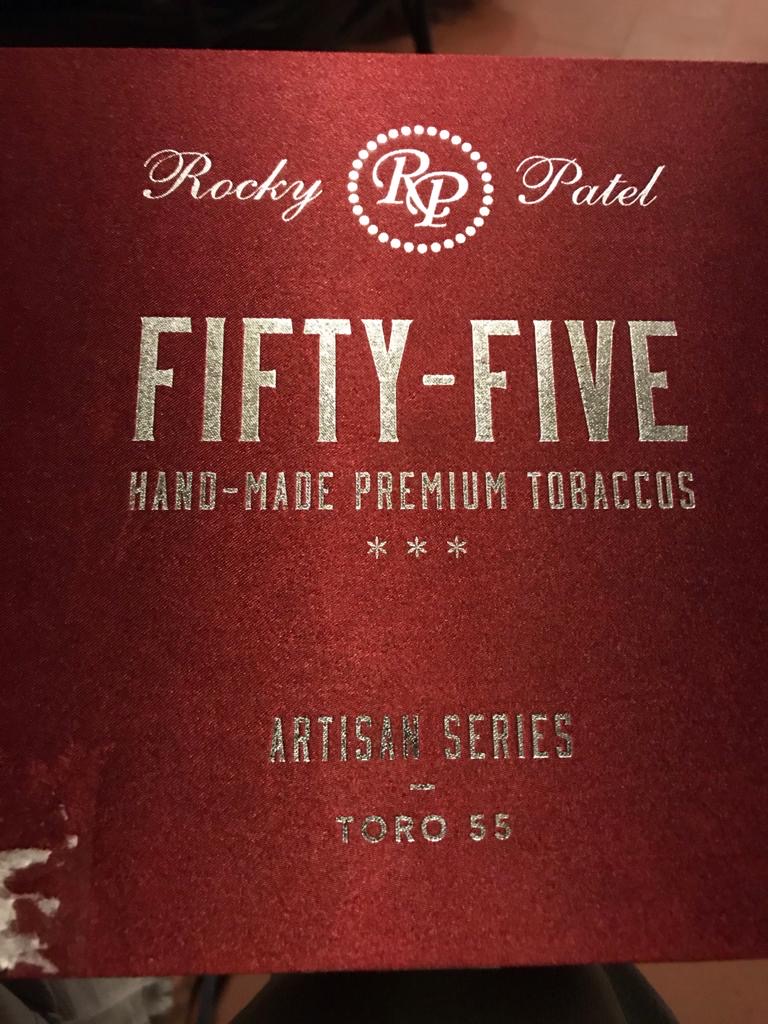 Rocky RP Patel
FIFTY-FIVE
HAND-MADE PREMIUM TOBACCOS
***
ARTISAN SERIES
–
TORO 55